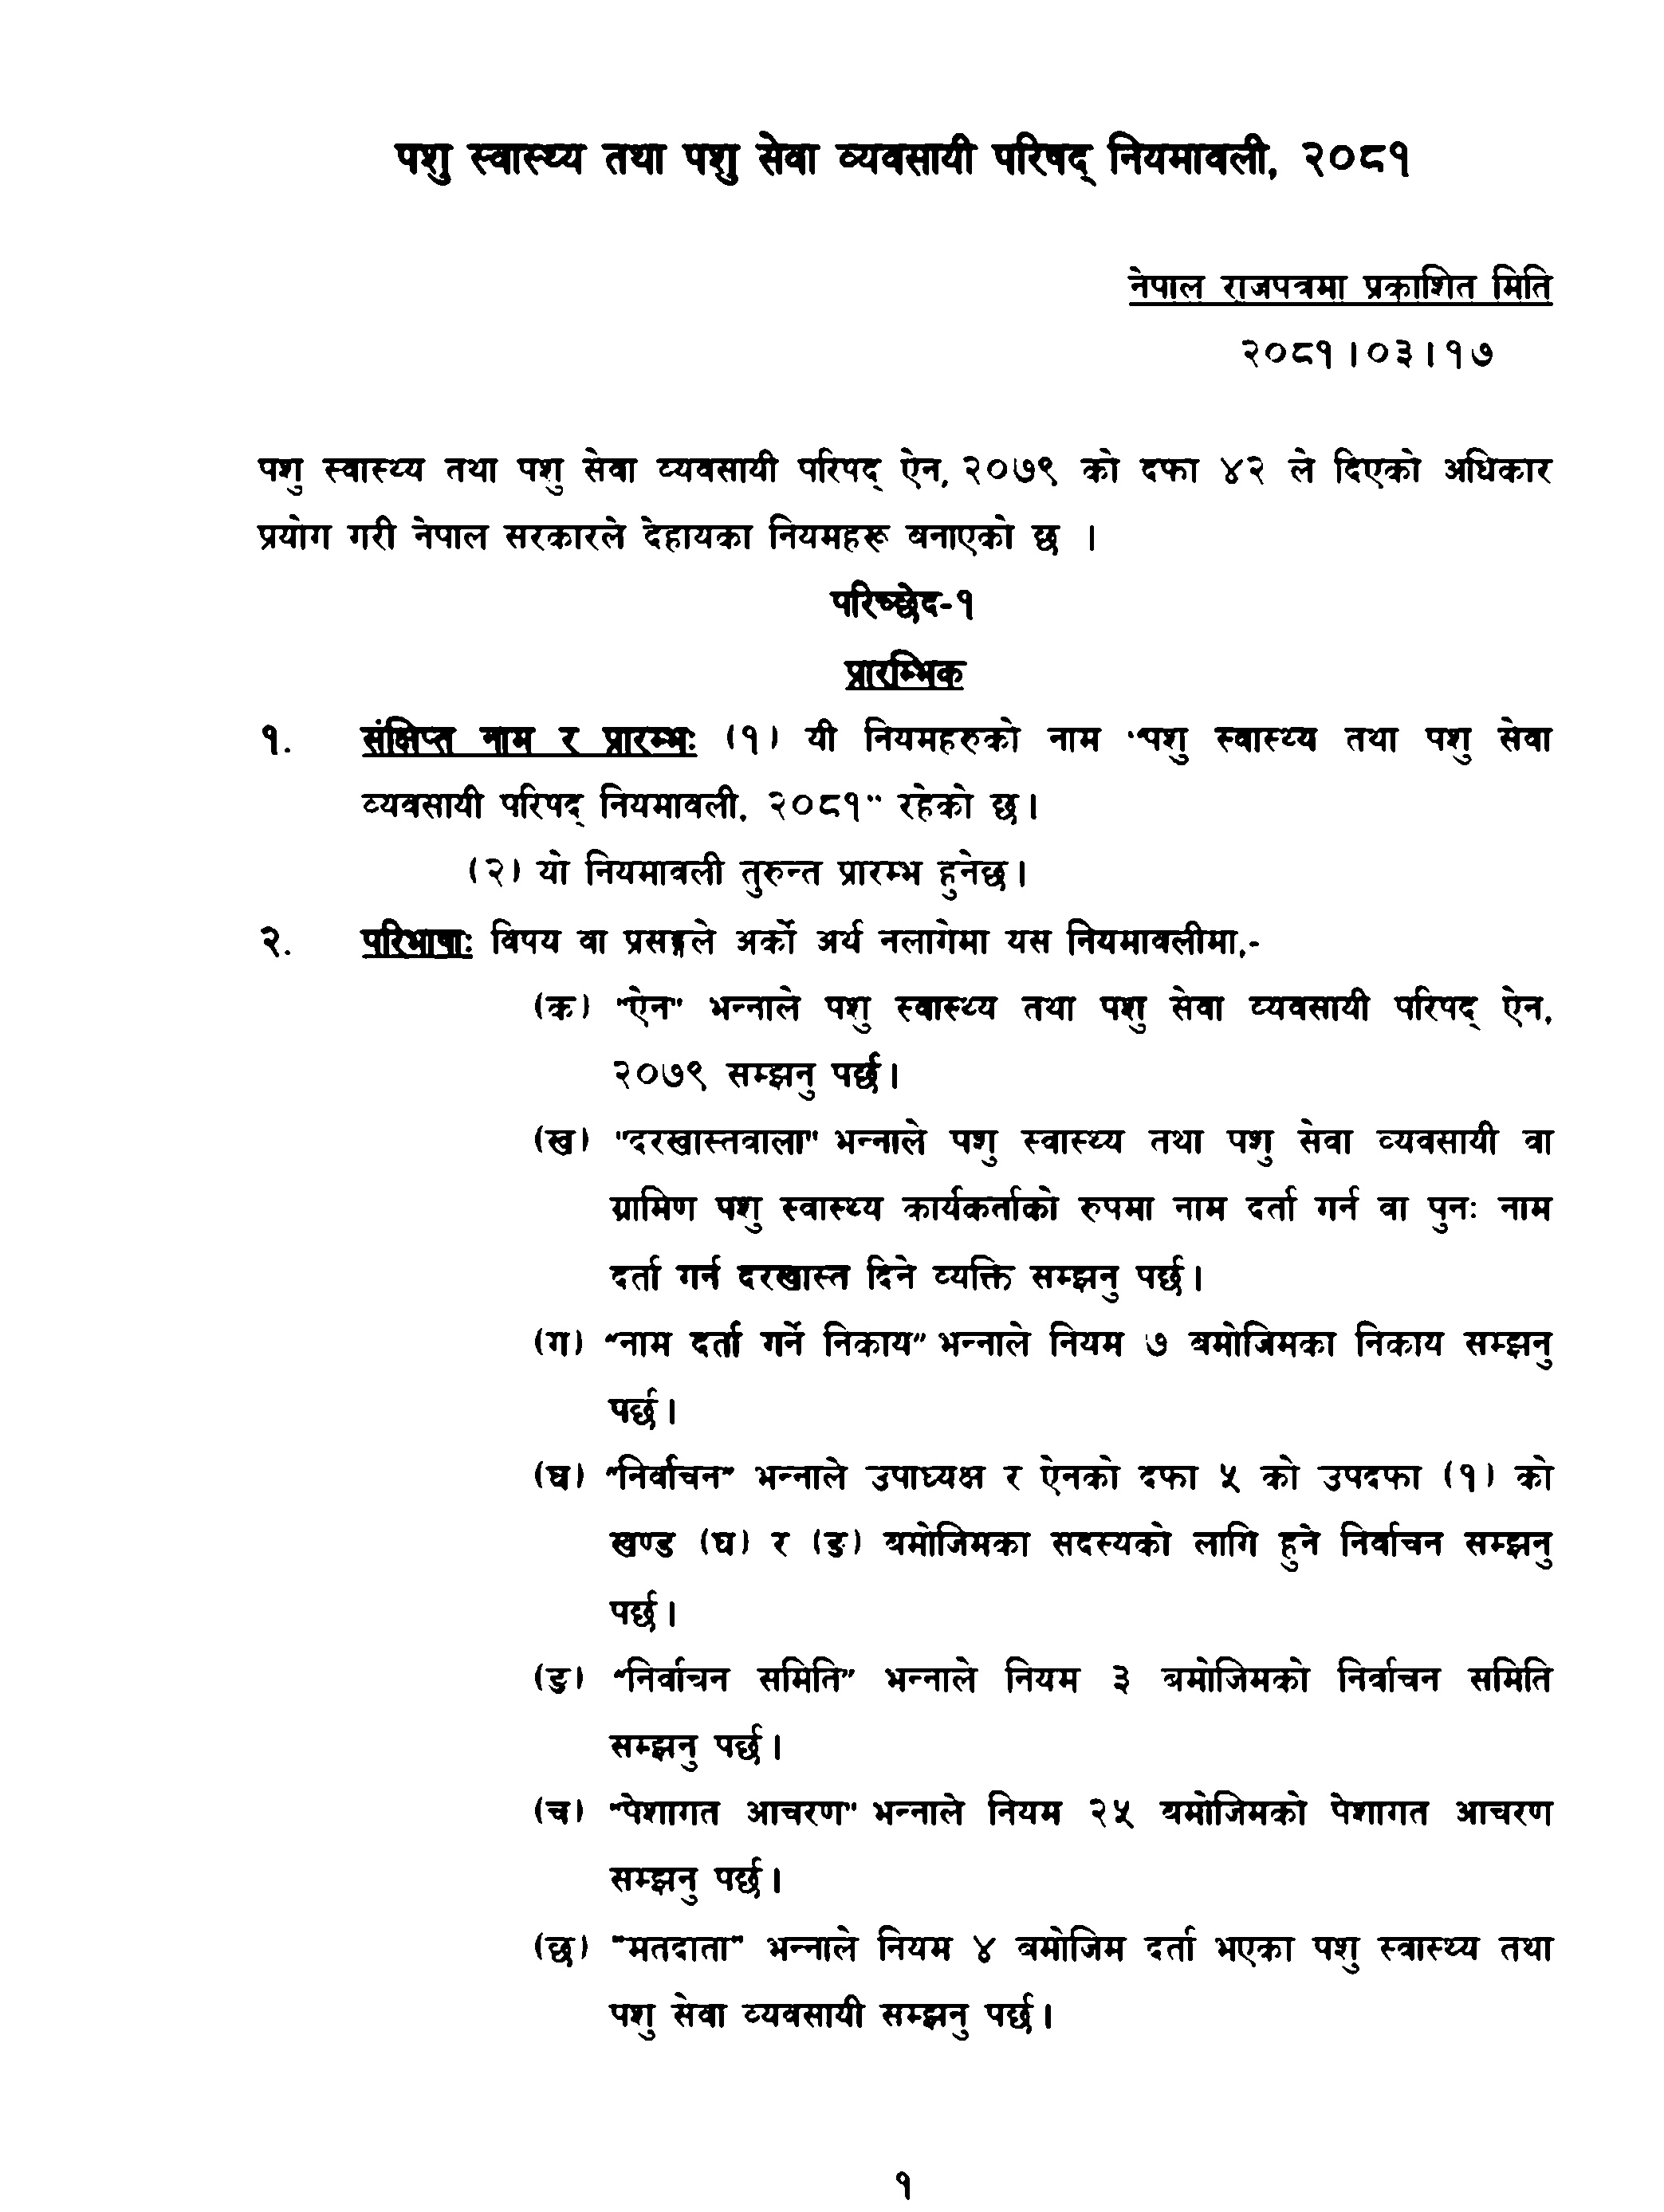 पशु स्वास्थ्य तथा पशु सेवा व्यवसायी परिषद् नियमावली, २०८१
नेपाल राजपत्रमा प्रकाशित मिति
२०८१।०३।१७
पशु स्वास्थ्य तथा पशु सेवा व्यवसायी परिषद् ऐन, २०७९ को दफा ४२ ले दिएको अधिकार
प्रयोग गरी नेपाल सरकारले देहायका नियमहरू बनाएको छ ।
परिच्छेद-१
प्रारम्भिक
१. संक्षिप्त नाम र प्रारम्भः (१) यी नियमहरुको नाम "पशु स्वास्थ्य तथा पशु सेवा
व्यवसायी परिषद् नियमावली, २०८१" रहेको छ।
(२) यो नियमावली तुरुन्त प्रारम्भ हुनेछ।
२. परिभाषाः विषय वा प्रसङ्गले अर्को अर्थ नलागेमा यस नियमावलीमा,-
(क) "ऐन" भन्नाले पशु स्वास्थ्य तथा पशु सेवा व्यवसायी परिषद् ऐन,
२०७९ सम्झनु पर्छ।
(ख) "दरखास्तवाला" भन्नाले पशु स्वास्थ्य तथा पशु सेवा व्यवसायी वा
ग्रामिण पशु स्वास्थ्य कार्यकर्ताको रुपमा नाम दर्ता गर्न वा पुनः नाम
दर्ता गर्न दरखास्त दिने व्यक्ति सम्झनु पर्छ।
(ग) "नाम दर्ता गर्ने निकाय" भन्नाले नियम ७ बमोजिमका निकाय सम्झनु
पर्छ।
(घ) "निर्वाचन" भन्नाले उपाध्यक्ष र ऐनको दफा ५ को उपदफा (१) को
खण्ड (घ) र (ङ) बमोजिमका सदस्यको लागि हुने निर्वाचन सम्झनु
पर्छ।
(ङ) "निर्वाचन समिति" भन्नाले नियम ३ बमोजिमको निर्वाचन समिति
सम्झनु पर्छ।
(च) "पेशागत आचरण" भन्नाले नियम २५ बमोजिमको पेशागत आचरण
सम्झनु पर्छ।
(छ) "मतदाता" भन्नाले नियम ४ बमोजिम दर्ता भएका पशु स्वास्थ्य तथा
पशु सेवा व्यवसायी सम्झनु पर्छ।
१